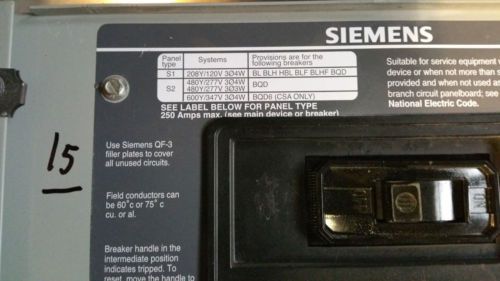 SIEMENS
Panel type Systems Provisions are for the following breakers
S1 208Y/120V 3Ø4W BL BLH HBL BLF BLHF BQD
S2 480Y/277V 3Ø4W BQD
480Y/277V 3Ø3W
600Y/347V 3Ø4W BQD6 (CSA ONLY)
SEE LABEL BELOW FOR PANEL TYPE
250 Amps max. (see main device or breaker)
Suitable for service equipment
device or when not more than s
provided and when not used as
branch circuit panelboard; see
National Electric Code.
15
Use Siemens QF-3
filler plates to cover
all unused circuits.
Field conductors can
be 60°c or 75° c
cu. or al.
Breaker handle in the
intermediate position
indicates tripped. To
reset, move the handle